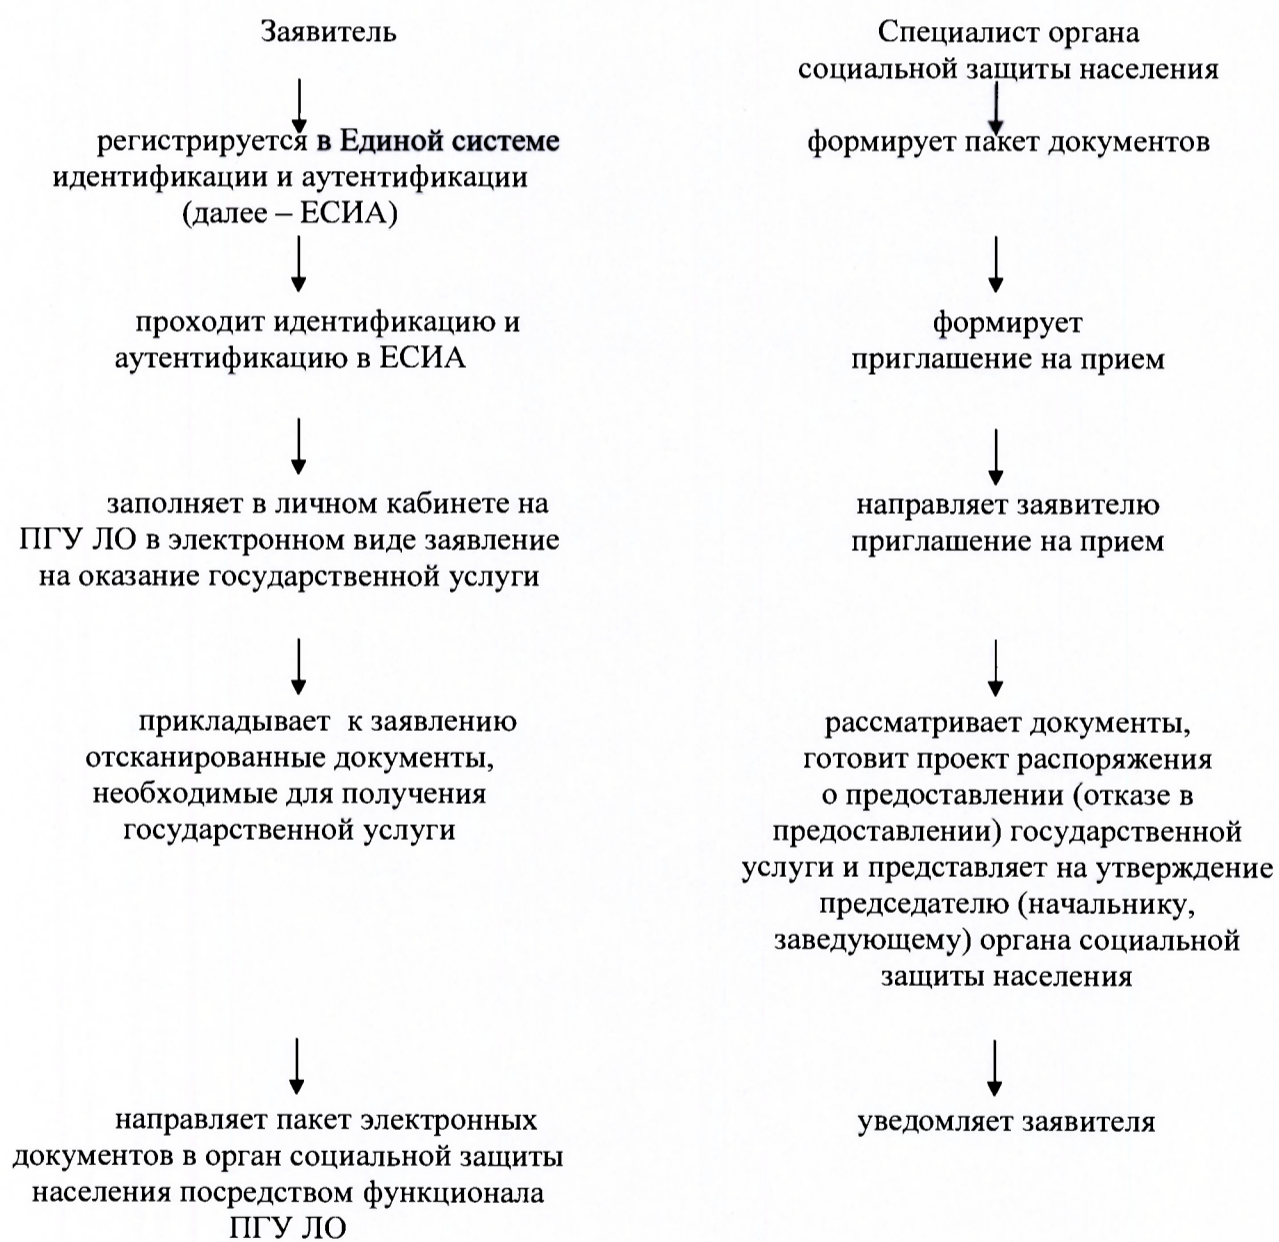 Заявитель
регистрируется в Единой системе
идентификации и аутентификации
(далее – ЕСИА)
проходит идентификацию и
аутентификацию в ЕСИА
заполняет в личном кабинете на
ПГУ ЛО в электронном виде заявление
на оказание государственной услуги
прикладывает к заявлению
отсканированные документы,
необходимые для получения
государственной услуги
направляет пакет электронных
документов в орган социальной защиты
населения посредством функционала
ПГУ ЛО
Специалист органа
социальной защиты населения
формирует пакет документов
формирует
приглашение на прием
направляет заявителю
приглашение на прием
рассматривает документы,
готовит проект распоряжения
о предоставлении (отказе в
предоставлении) государственной
услуги и представляет на утверждение
председателю (начальнику,
заведующему) органа социальной
защиты населения
уведомляет заявителя